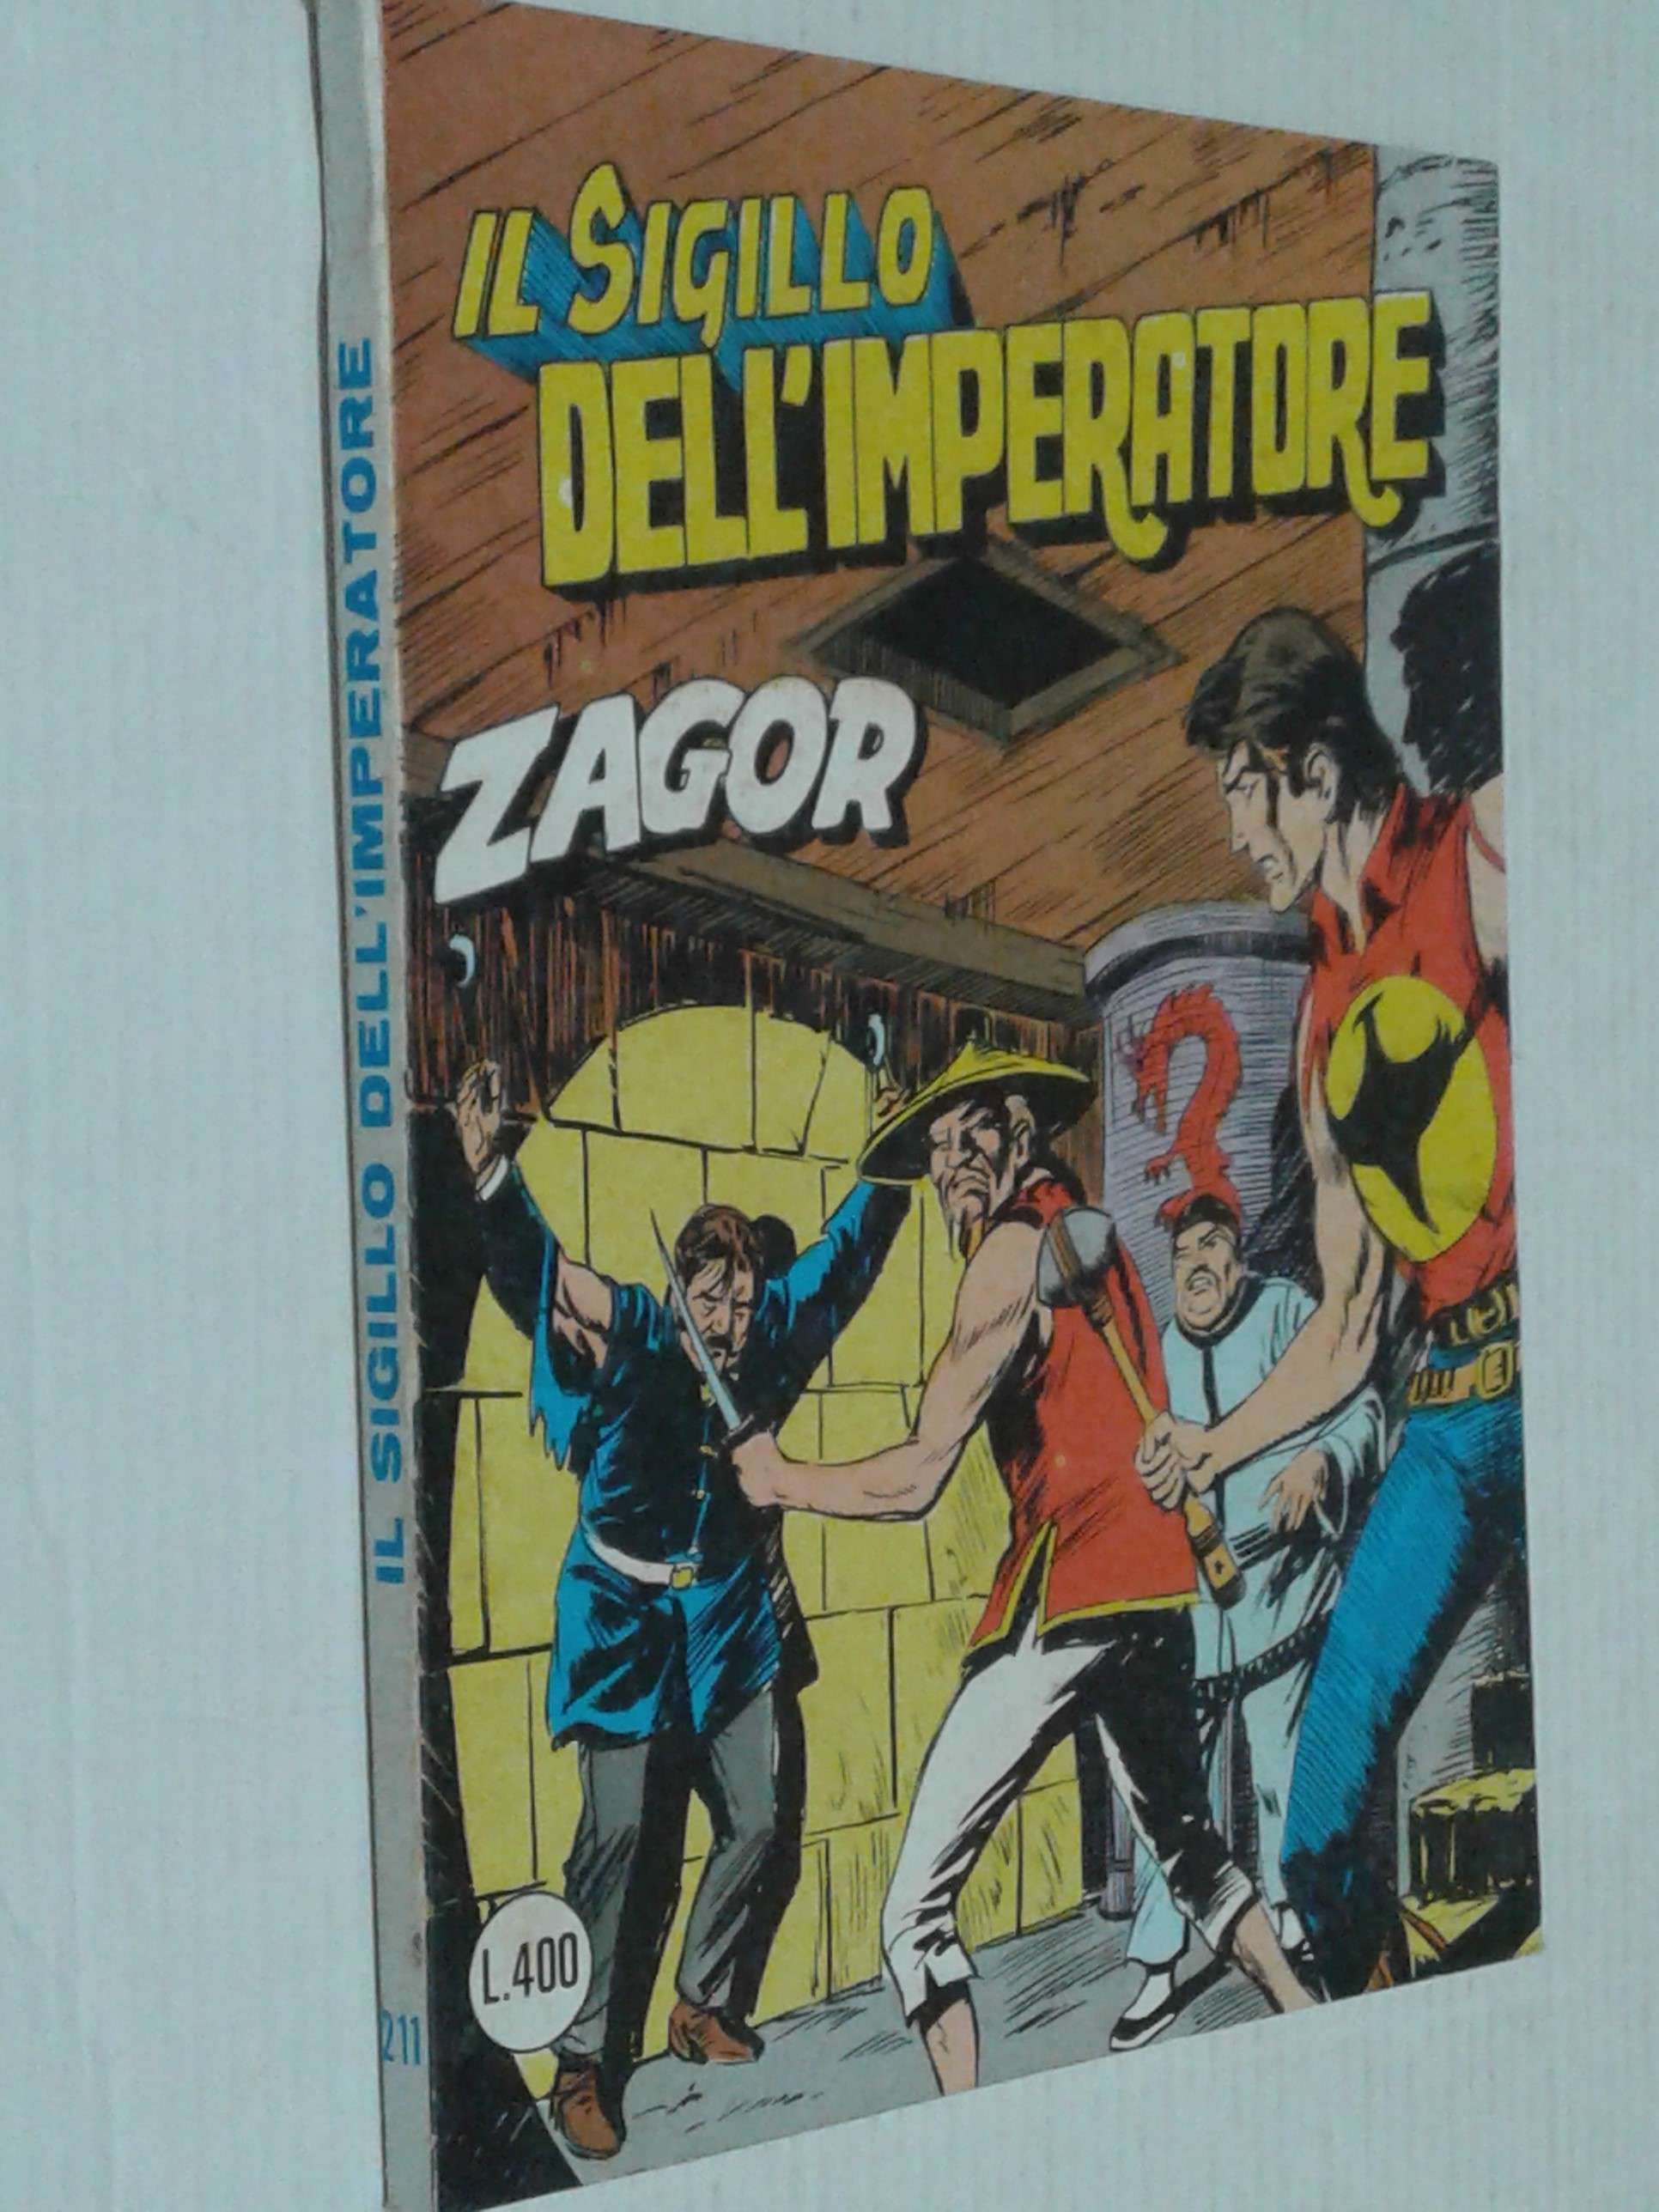 IL SIGILLO
DELL'IMPERATORE
ZAGOR
L.400
IL SIGILLO DELL'IMPERATORE
211